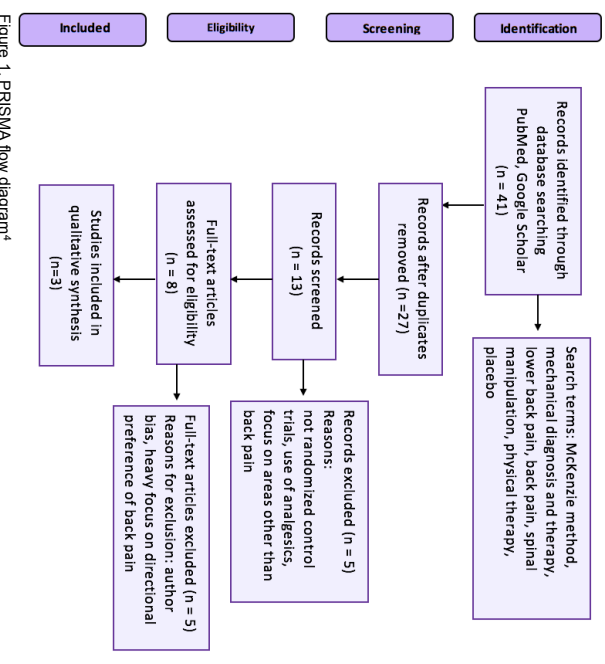 Identification
Screening
Eligibility
Included
Records identified through
database searching
PubMed, Google Scholar
(n = 41)
Search terms: McKenzie method,
mechanical diagnosis and therapy,
lower back pain, back pain, spinal
manipulation, physical therapy,
placebo
Records after duplicates
removed (n =27)
Records screened
(n = 13)
Records excluded (n = 5)
Reasons:
not randomized control
trials, use of analgesics,
focus on areas other than
back pain
Full-text articles
assessed for eligibility
(n = 8)
Full-text articles excluded (n = 5)
Reasons for exclusion: author
bias, heavy focus on directional
preference of back pain
Studies included in
qualitative synthesis
(n=3)
Figure 1. PRISMA flow diagram⁴